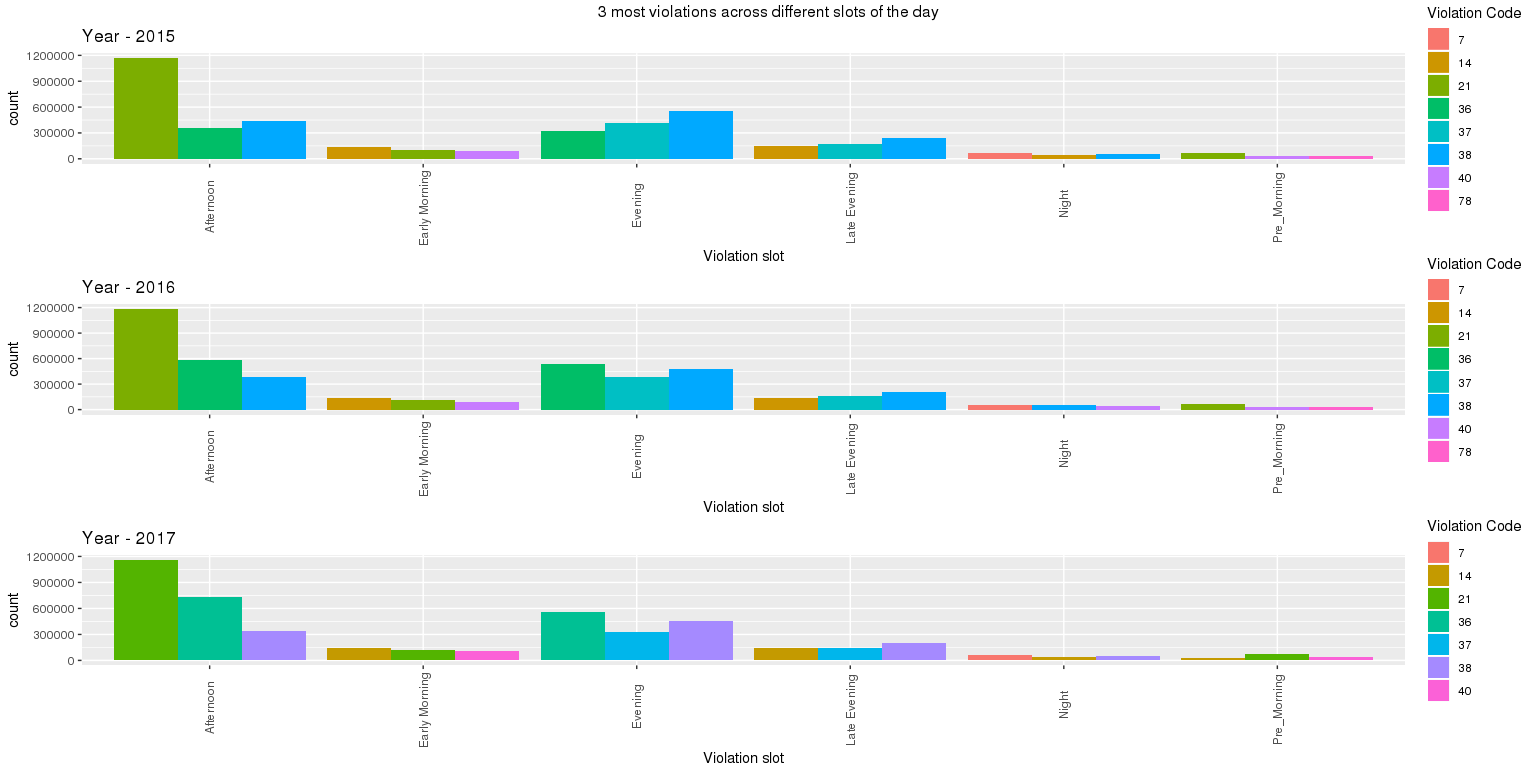 3 most violations across different slots of the day
Year - 2015
1200000
900000
600000
300000
0
count
Afternoon
Early Morning
Evening
Late Evening
Night
Pre_Morning
Violation slot
Violation Code
7
14
21
36
37
38
40
78
Year - 2016
1200000
900000
600000
300000
0
count
Afternoon
Early Morning
Evening
Late Evening
Night
Pre_Morning
Violation slot
Violation Code
7
14
21
36
37
38
40
78
Year - 2017
1200000
900000
600000
300000
0
count
Afternoon
Early Morning
Evening
Late Evening
Night
Pre_Morning
Violation slot
Violation Code
7
14
21
36
37
38
40